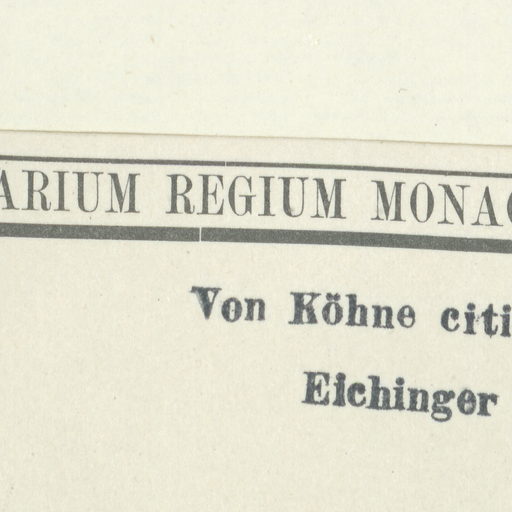 ARIUM REGIUM MONAC
Von Köhne citi
Eichinger